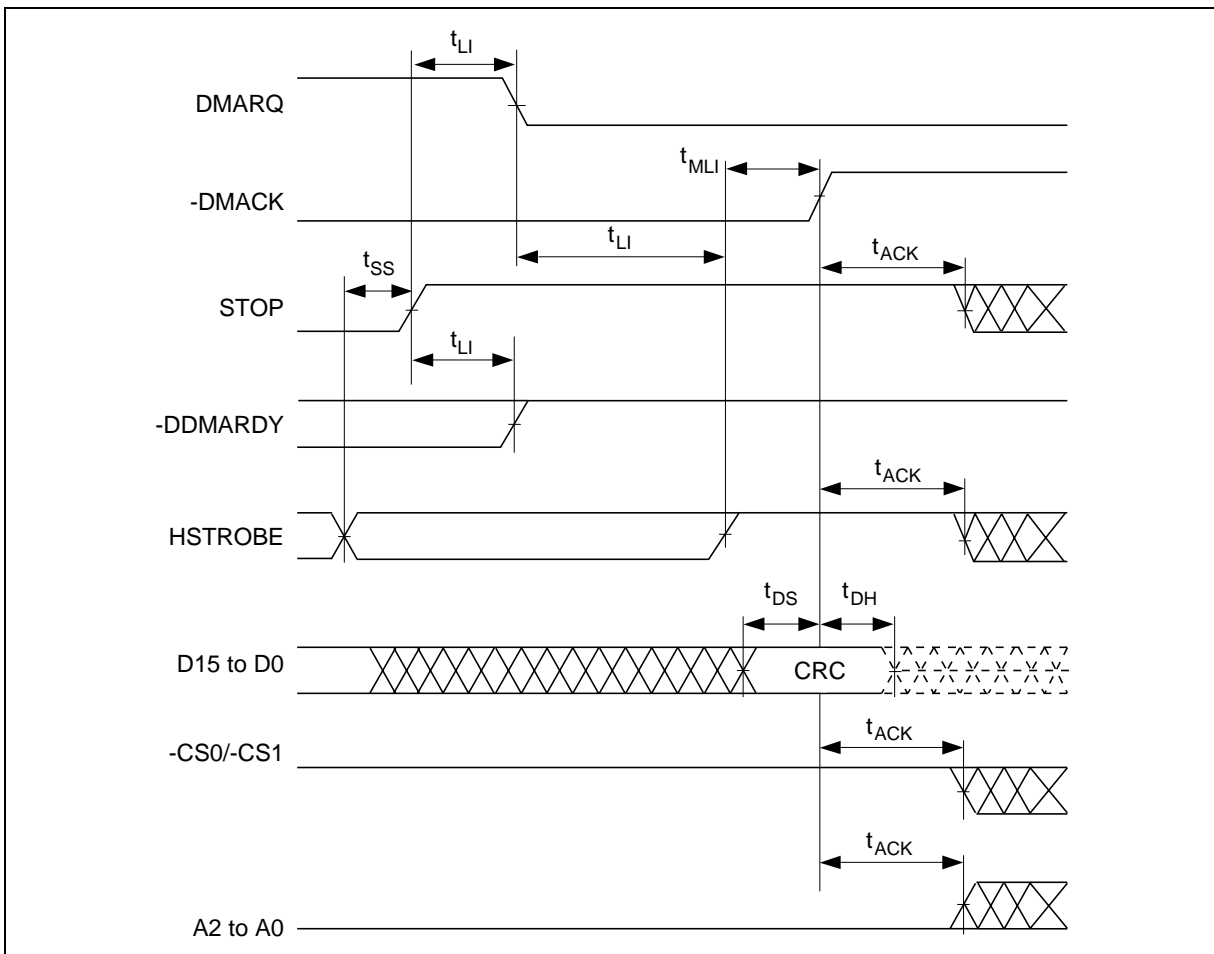 tLI
DMARQ
tMLI
-DMACK
tLI
tSS
tACK
STOP
tLI
-DDMARDY
tACK
HSTROBE
tDS
tDH
D15 to D0
CRC
-CS0/-CS1
tACK
tACK
A2 to A0